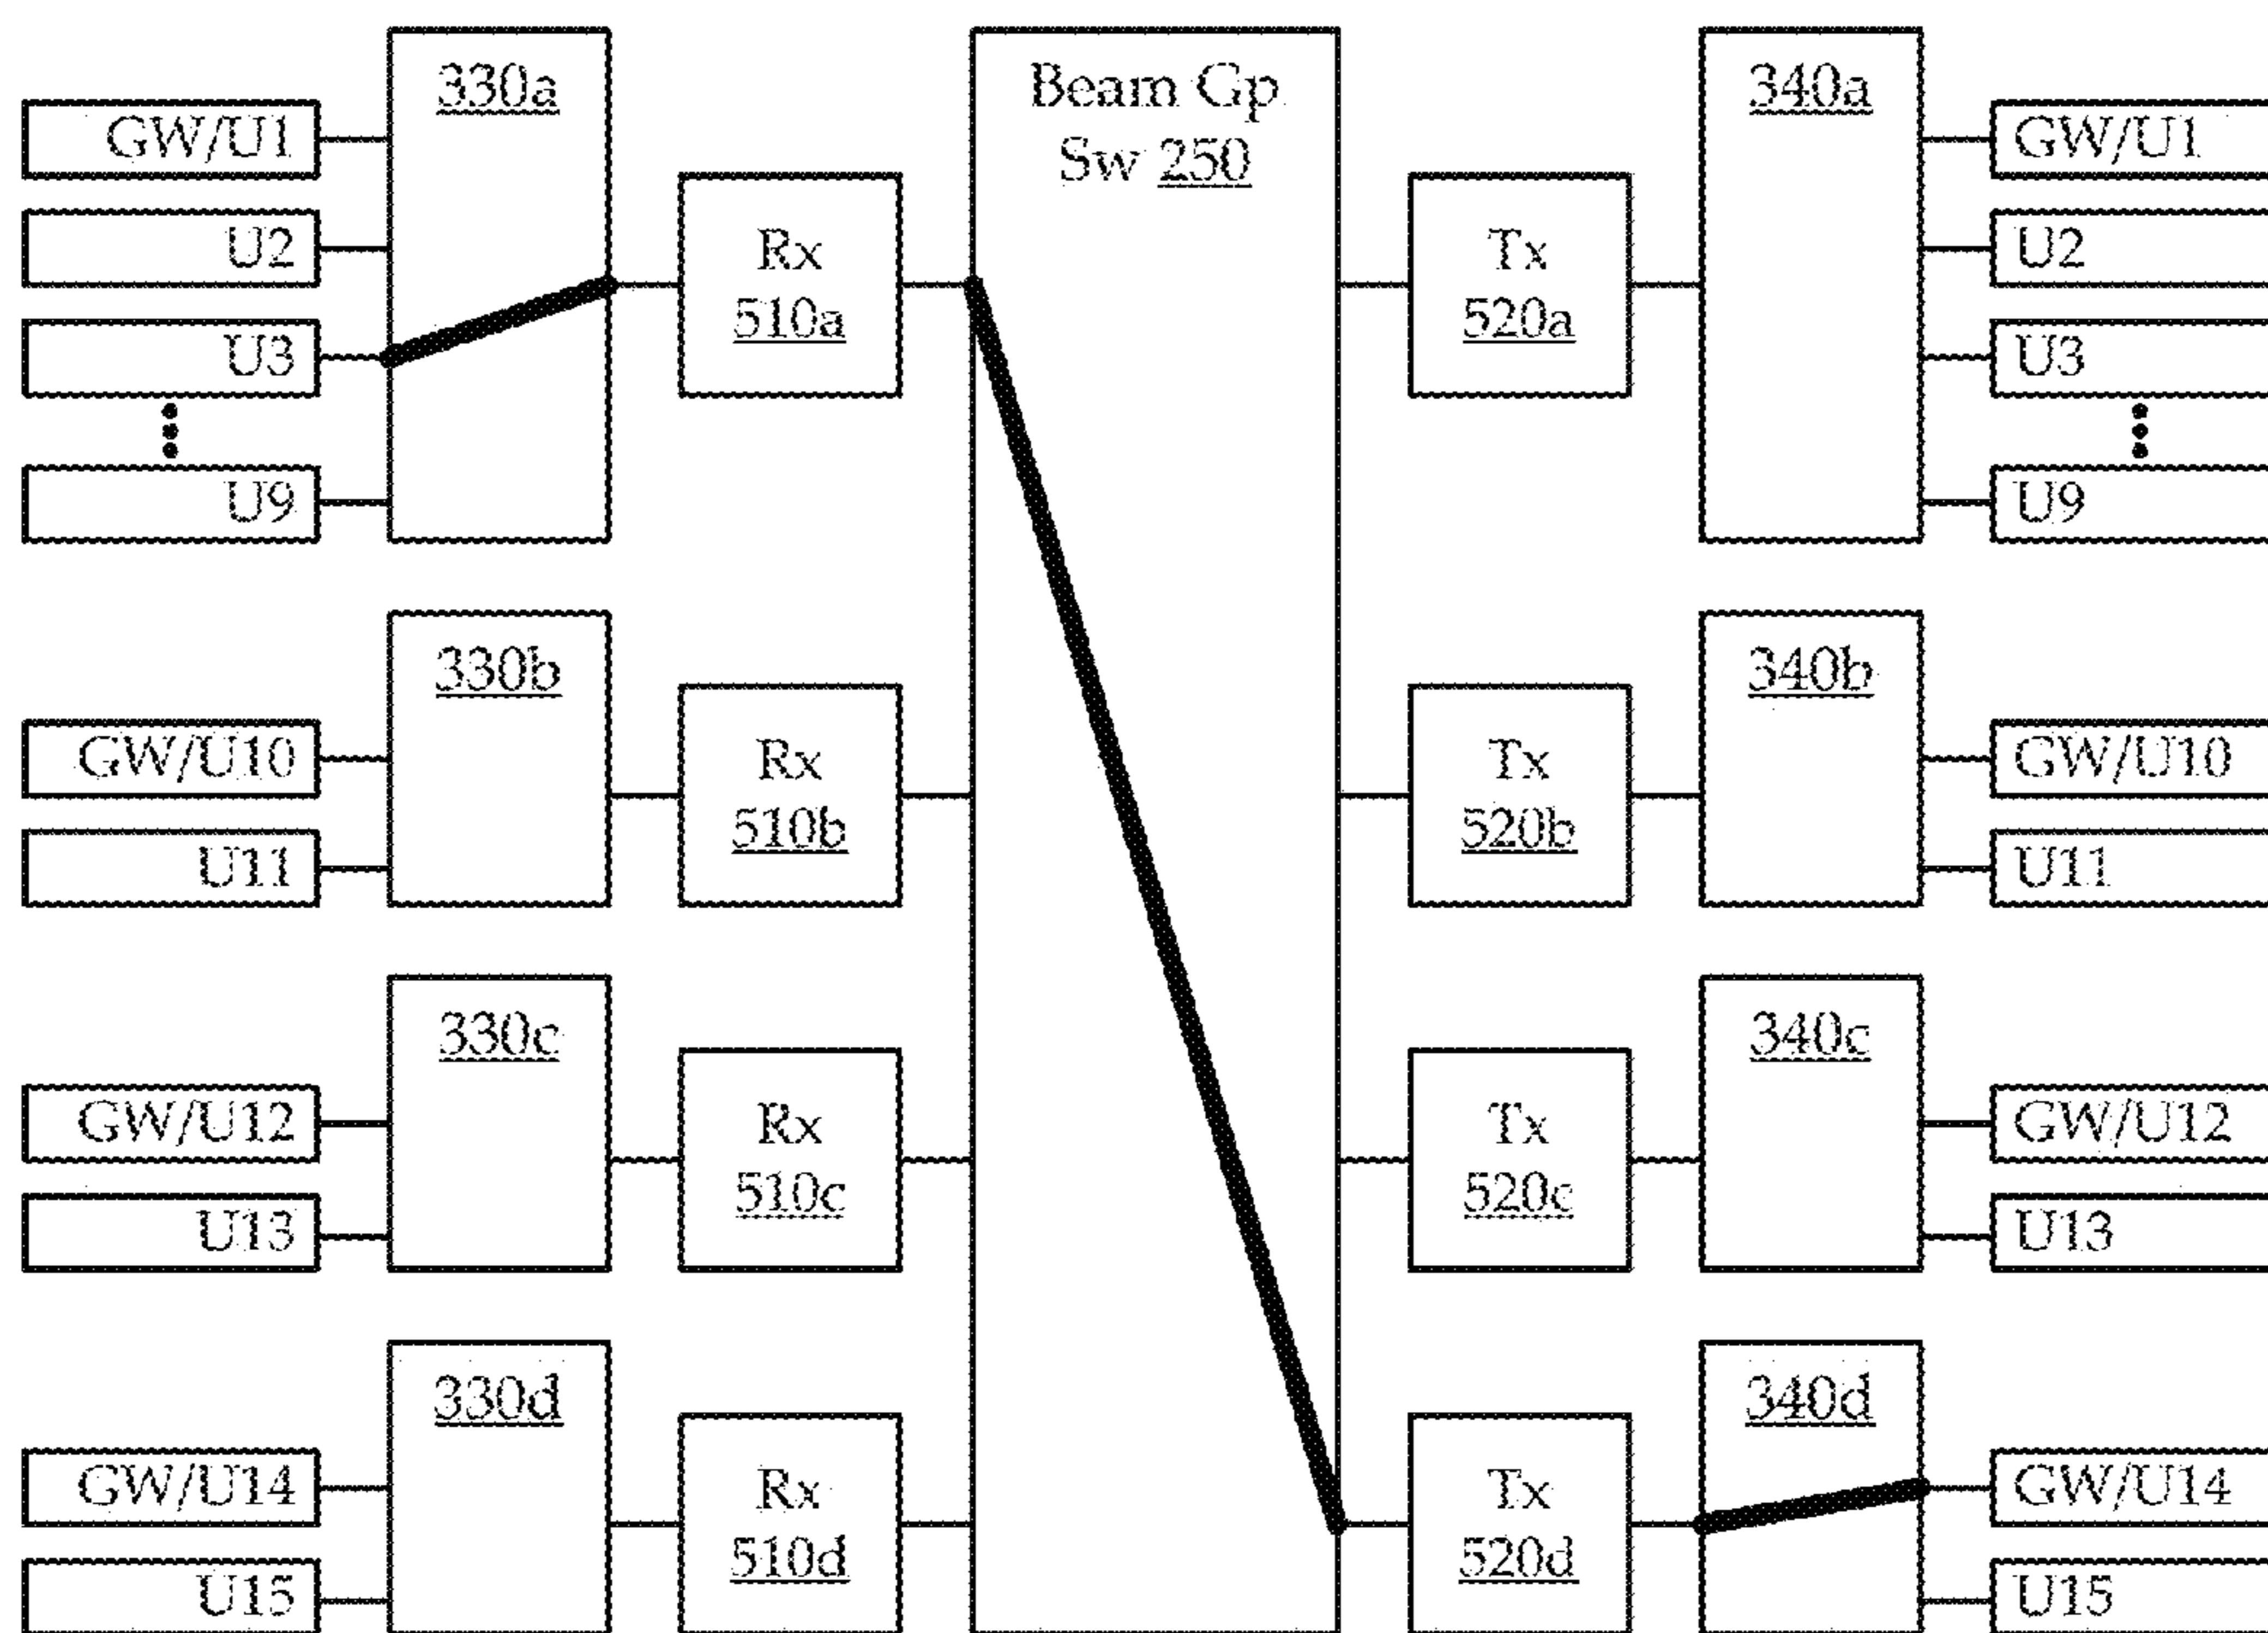 330a
Beam Gp
Sw 250
340a
GW/U1
GW/U1
U2
Rx
510a
Tx
520a
U2
U3
U3
U9
U9
330b
340b
GW/U10
Rx
510b
Tx
520b
GW/U10
U11
U11
330c
340c
GW/U12
Rx
510c
Tx
520c
GW/U12
U13
U13
330d
340d
GW/U14
Rx
510d
Tx
520d
GW/U14
U15
U15